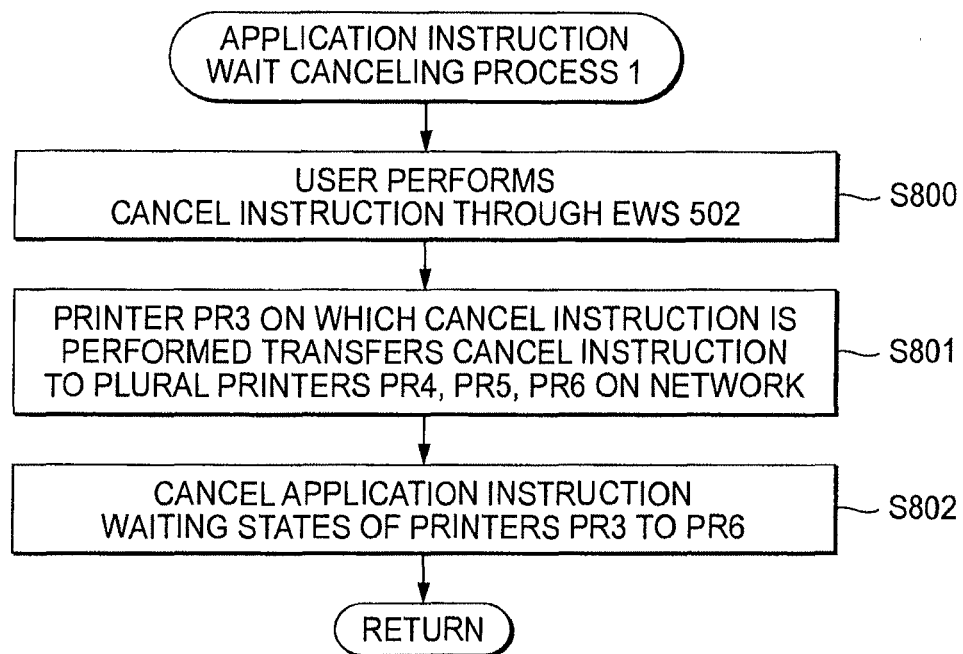 APPLICATION INSTRUCTION
WAIT CANCELING PROCESS 1
USER PERFORMS
CANCEL INSTRUCTION THROUGH EWS 502
S800
PRINTER PR3 ON WHICH CANCEL INSTRUCTION IS
PERFORMED TRANSFERS CANCEL INSTRUCTION
TO PLURAL PRINTERS PR4, PR5, PR6 ON NETWORK
S801
CANCEL APPLICATION INSTRUCTION
WAITING STATES OF PRINTERS PR3 TO PR6
S802
RETURN